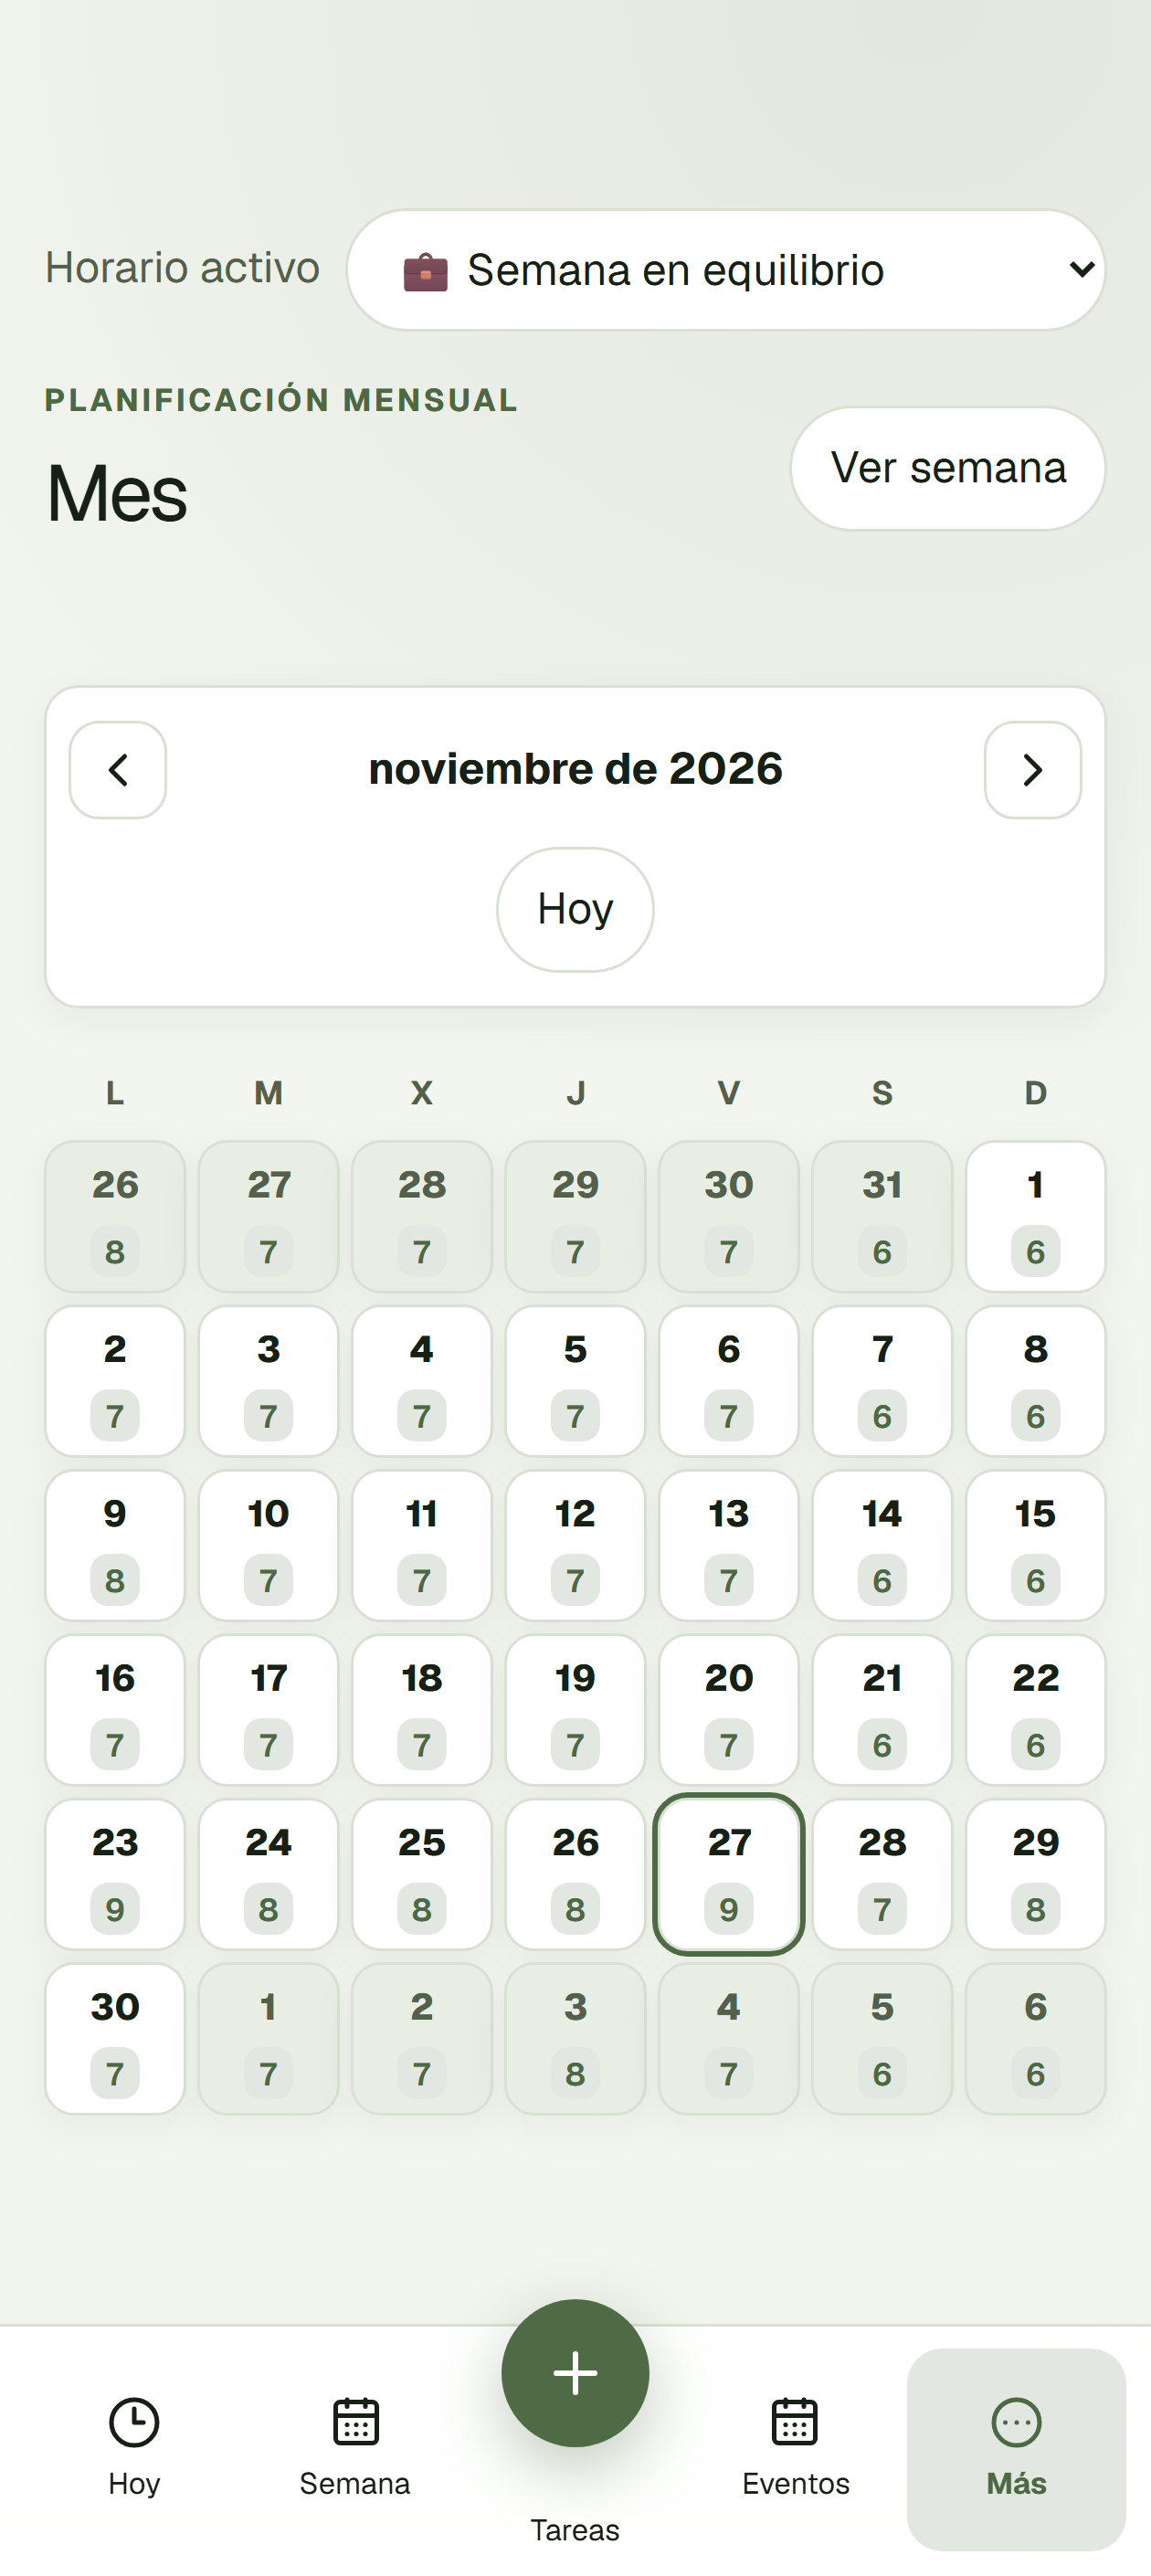 Horario activo
Semana en equilibrio
PLANIFICACIÓN MENSUAL
Mes
Ver semana
noviembre de 2026
Hoy
L M X J V S D
26 27 28 29 30 31 1
8 7 7 7 7 6 6
2 3 4 5 6 7 8
7 7 7 7 7 6 6
9 10 11 12 13 14 15
8 7 7 7 7 6 6
16 17 18 19 20 21 22
7 7 7 7 7 6 6
23 24 25 26 27 28 29
9 8 8 8 9 7 8
30 1 2 3 4 5 6
7 7 7 8 7 6 6
Hoy Semana Tareas Eventos Más